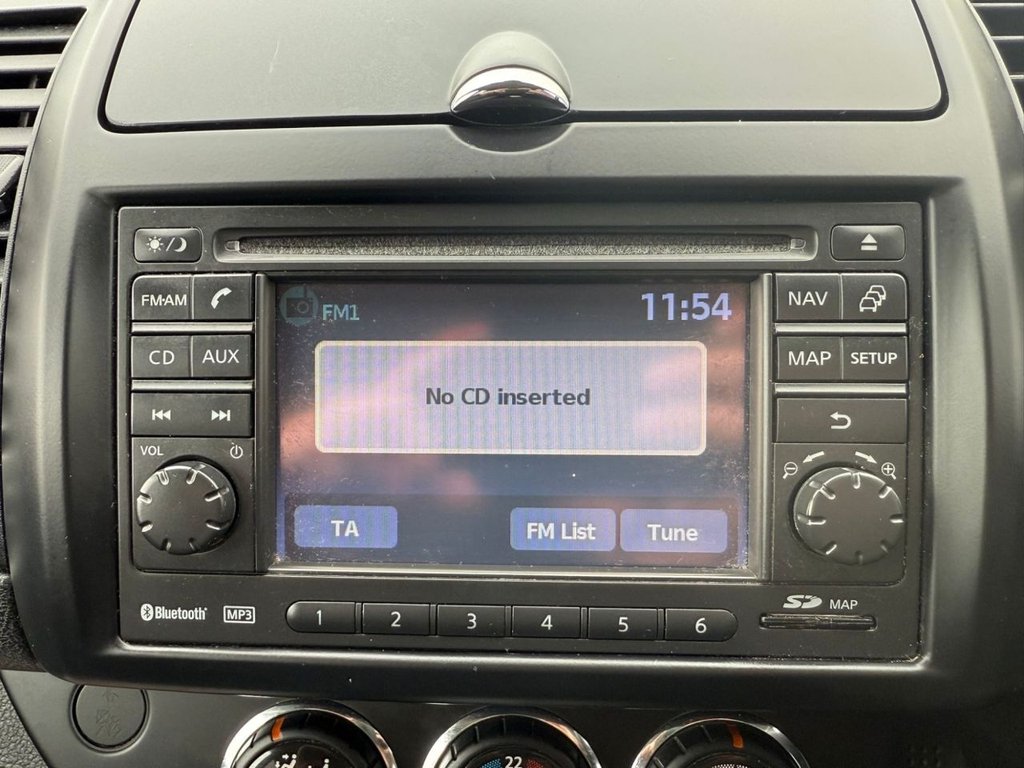 FM1 11:54
No CD inserted
TA FM List Tune
FM·AM
CD AUX
VOL
NAV
MAP SETUP
Bluetooth MP3 1 2 3 4 5 6 SD MAP
22